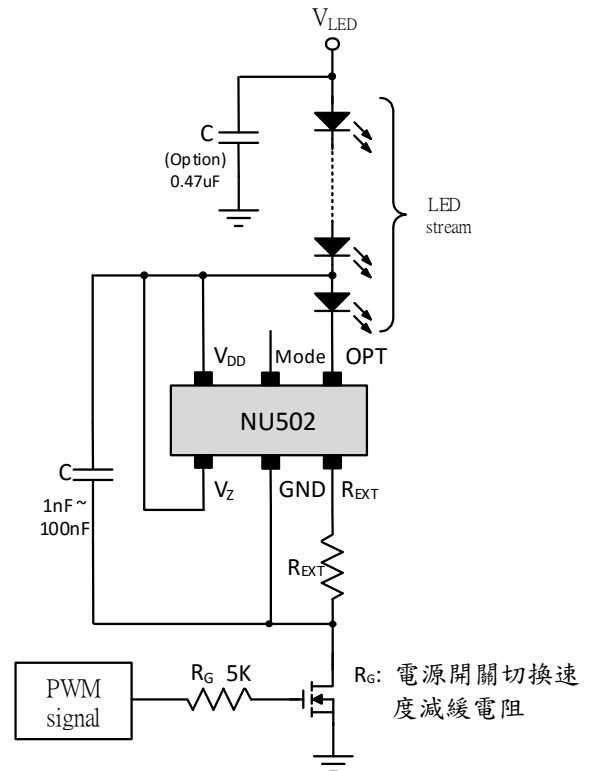 VLED
C
(Option)
0.47uF
LED
stream
VDD
Mode
OPT
NU502
C
1nF ~
100nF
VZ
GND
REXT
REXT
PWM
signal
RG 5K
RG: 電源開關切換速
度減緩電阻